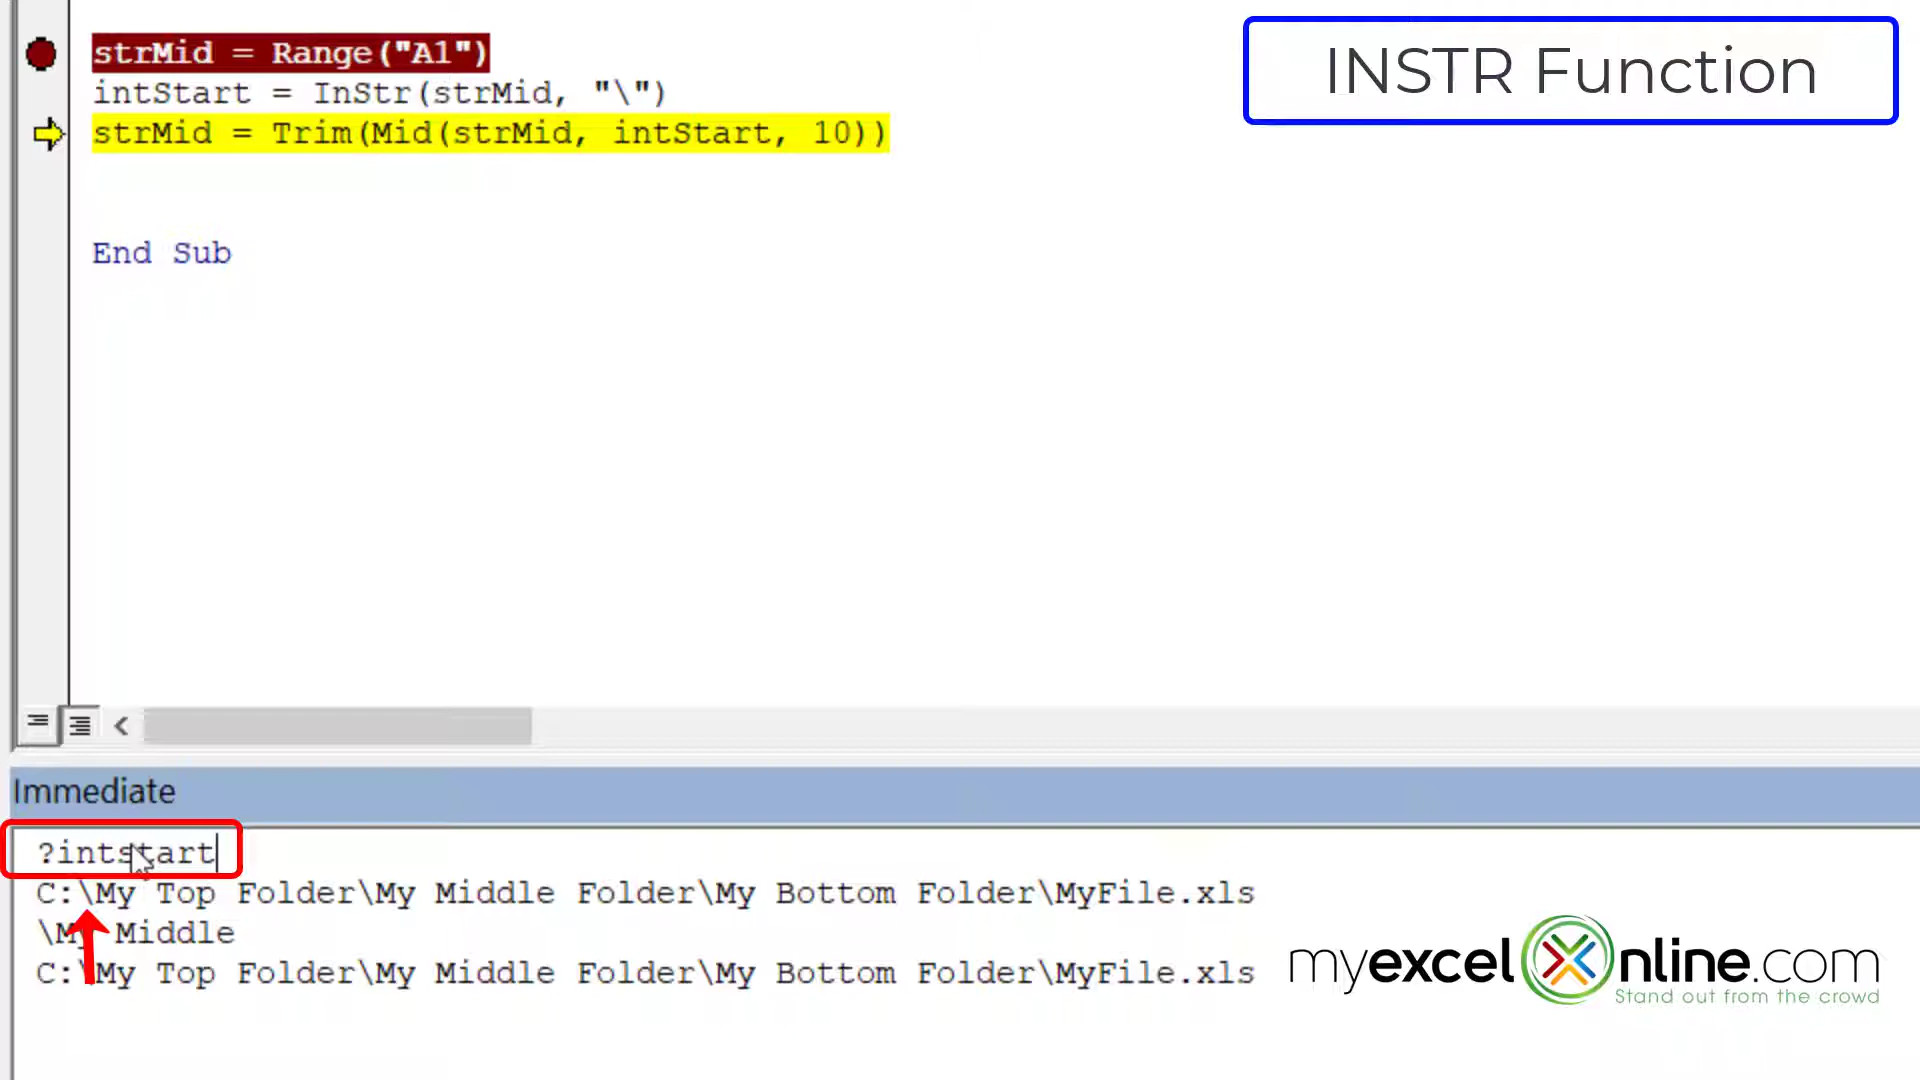 INSTR Function
strMid = Range("A1")
intStart = InStr(strMid, "\")
strMid = Trim(Mid(strMid, intStart, 10))
End Sub
Immediate
?intstart
C:\My Top Folder\My Middle Folder\My Bottom Folder\MyFile.xls
\My Middle
C:\My Top Folder\My Middle Folder\My Bottom Folder\MyFile.xls
myexcelOnline.com
Stand out from the crowd